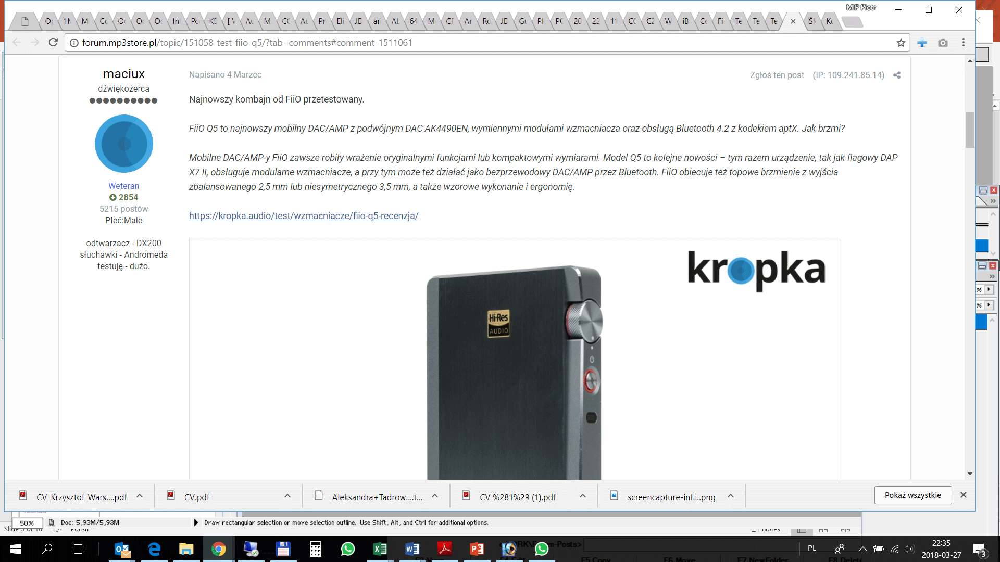 MIP Piotr
forum.mp3store.pl/topic/151058-test-fiio-q5/?tab=comments#comment-1511061
maciux
dźwiękożerca
Weteran
2854
5215 postów
Płeć:Male
odtwarzacz - DX200
słuchawki - Andromeda
testuję - dużo.
Napisano 4 Marzec
Zgłoś ten post (IP: 109.241.85.14)
Najnowszy kombajn od FiiO przetestowany.
FiiO Q5 to najnowszy mobilny DAC/AMP z podwójnym DAC AK4490EN, wymiennymi modułami wzmacniacza oraz obsługą Bluetooth 4.2 z kodekiem aptX. Jak brzmi?
Mobilne DAC/AMP-y FiiO zawsze robiły wrażenie oryginalnymi funkcjami lub kompaktowymi wymiarami. Model Q5 to kolejne nowości – tym razem urządzenie, tak jak flagowy DAP
X7 II, obsługuje modularne wzmacniacze, a przy tym może też działać jako bezprzewodowy DAC/AMP przez Bluetooth. FiiO obiecuje też topowe brzmienie z wyjścia
zbalansowanego 2,5 mm lub niesymetrycznego 3,5 mm, a także wzorowe wykonanie i ergonomię.
https://kropka.audio/test/wzmacniacze/fiio-q5-recenzja/
kropka
Hi-Res
AUDIO
CV_Krzysztof_Wars....pdf
CV.pdf
Aleksandra+Tadrow....t...
CV %281%29 (1).pdf
screencapture-inf....png
Pokaż wszystkie
50%
Doc: 5,93M/5,93M
Draw rectangular selection or move selection outline. Use Shift, Alt, and Ctrl for additional options.
Polish
Notes
PL
22:35
2018-03-27
3